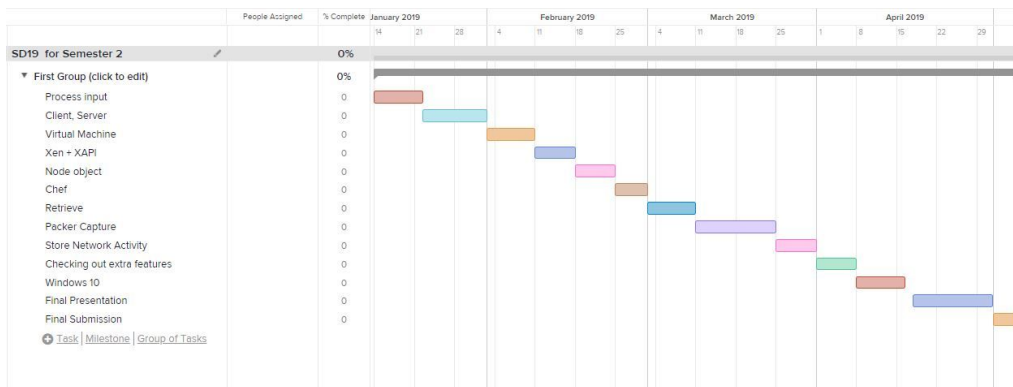 People Assigned % Complete January 2019 February 2019 March 2019 April 2019
14 21 28 4 11 18 25 4 11 18 25 1 8 15 22 29
SD19 for Semester 2 0%
First Group (click to edit) 0%
Process input 0
Client, Server 0
Virtual Machine 0
Xen + XAPI 0
Node object 0
Chef 0
Retrieve 0
Packer Capture 0
Store Network Activity 0
Checking out extra features 0
Windows 10 0
Final Presentation 0
Final Submission 0
Task | Milestone | Group of Tasks